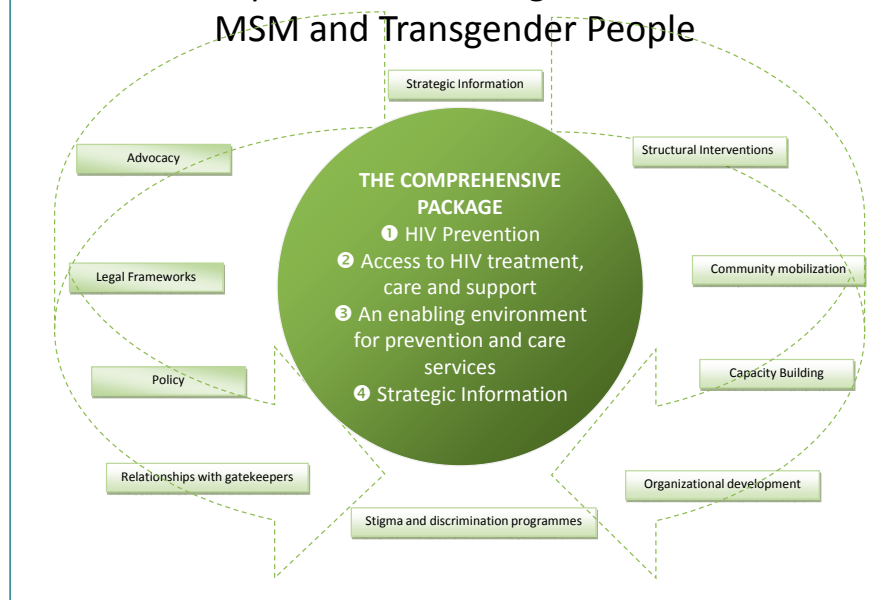 MSM and Transgender People
Strategic Information
Advocacy
Structural Interventions
THE COMPREHENSIVE
PACKAGE
❶ HIV Prevention
❷ Access to HIV treatment,
care and support
❸ An enabling environment
for prevention and care
services
❹ Strategic Information
Legal Frameworks
Community mobilization
Policy
Capacity Building
Relationships with gatekeepers
Organizational development
Stigma and discrimination programmes